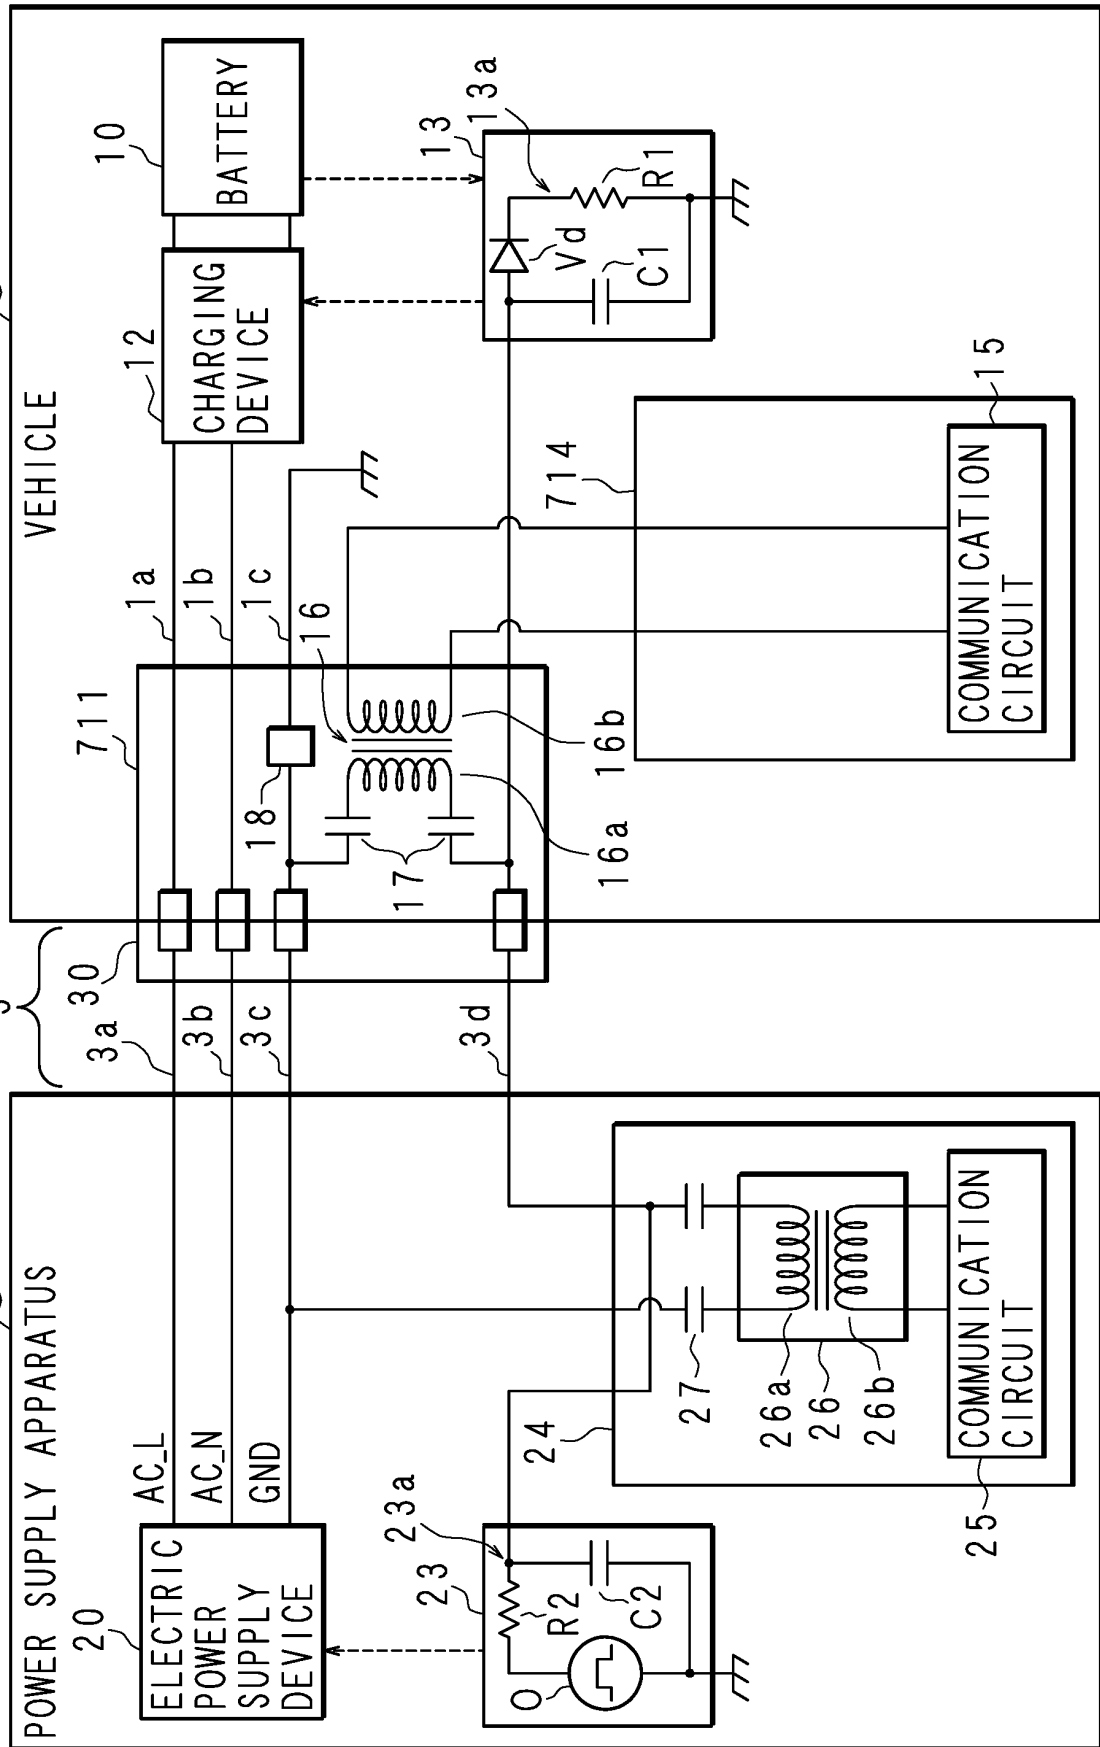 POWER SUPPLY APPARATUS
20
ELECTRIC
POWER
SUPPLY
DEVICE
AC_L
AC_N
GND
23
23a
R2
C2
O
24
27
26a
26
26b
25
COMMUNICATION
CIRCUIT
3a
3b
3c
3d
30
VEHICLE
711
1a
1b
1c
18
16
17
16a
16b
12
CHARGING
DEVICE
10
BATTERY
13
13a
Vd
R1
C1
714
15
COMMUNICATION
CIRCUIT